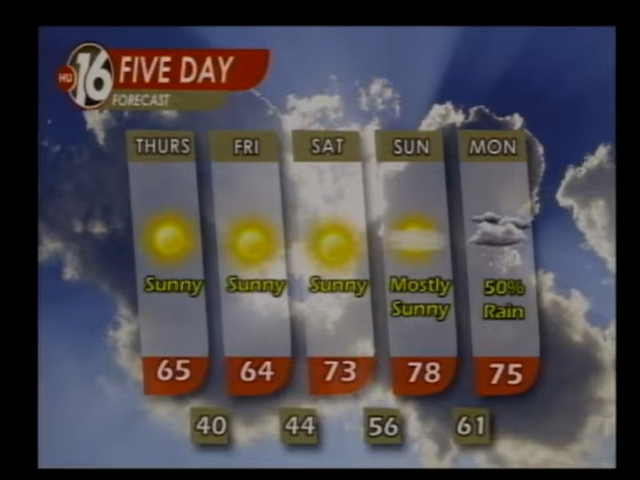 HU 16 FIVE DAY
FORECAST
THURS FRI SAT SUN MON
Sunny Sunny Sunny Mostly Sunny 50% Rain
65 64 73 78 75
40 44 56 61